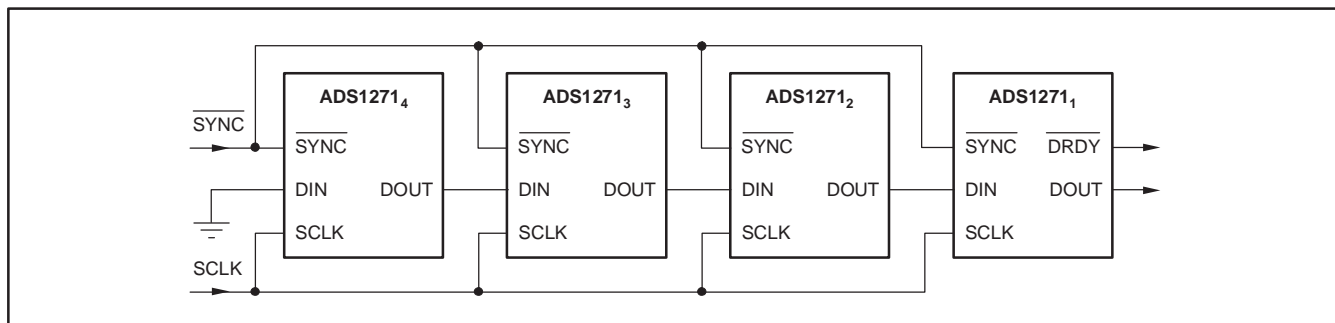 ADS1271₄ ADS1271₃ ADS1271₂ ADS1271₁
SYNC
SYNC SYNC SYNC SYNC DRDY
DIN DOUT DIN DOUT DIN DOUT DIN DOUT
SCLK SCLK SCLK SCLK
SCLK